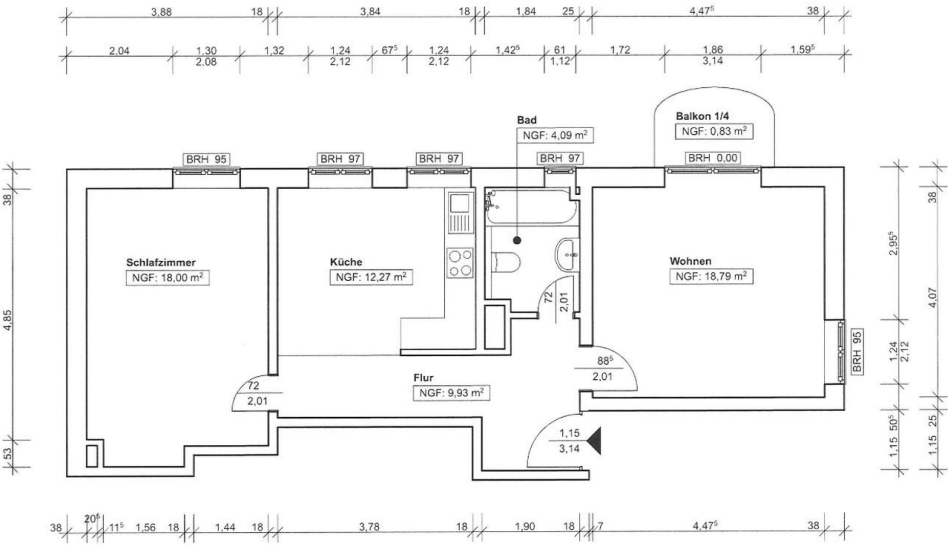 3,88 18 3,84 18 1,84 25 4,47⁵ 38
2,04 1,30 1,32 1,24 67⁵ 1,24 1,42⁵ 61 1,72 1,86 1,59⁵
2,08 2,12 2,12 1,12 3,14
Bad
NGF: 4,09 m²
Balkon 1/4
NGF: 0,83 m²
BRH 95
BRH 97
BRH 97
BRH 97
BRH 0,00
38
4,85
53
Schlafzimmer
NGF: 18,00 m²
Küche
NGF: 12,27 m²
Wohnen
NGF: 18,79 m²
72
2,01
88⁵
2,01
Flur
NGF: 9,93 m²
72
2,01
1,15
3,14
BRH 95
2,95⁵
1,24
2,12
1,15 50⁵
38
4,07
25
1,15
38 20⁵ 11⁵ 1,56 18 1,44 18 3,78 18 1,90 18 7 4,47⁵ 38